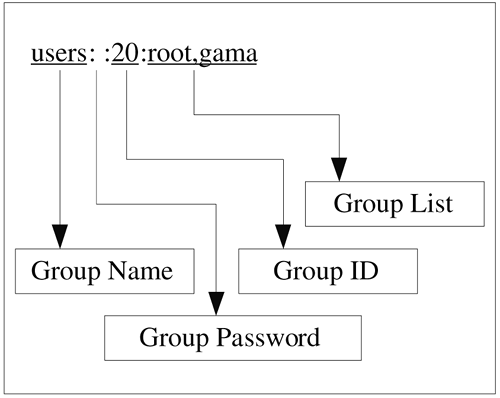 users: :20:root,gama
Group List
Group Name
Group ID
Group Password